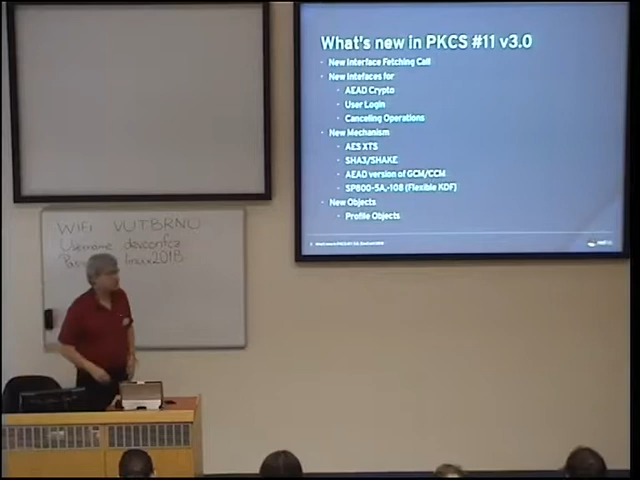 What's new in PKCS #11 v3.0
New Interface Fetching Call
New Intefaces for
AEAD Crypto
User Login
Canceling Operations
New Mechanism
AES XTS
SHA3/SHAKE
AEAD version of GCM/CCM
SP800-5A,-108 (Flexible KDF)
New Objects
Profile Objects
WIFI VUTBRNO
Username devconfcz
linux2018